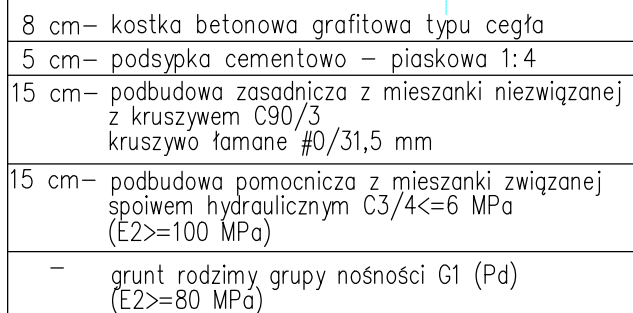 8 cm– kostka betonowa grafitowa typu cegła
5 cm– podsypka cementowo – piaskowa 1:4
15 cm– podbudowa zasadnicza z mieszanki niezwiązanej
z kruszywem C90/3
kruszywo łamane #0/31,5 mm
15 cm– podbudowa pomocnicza z mieszanki związanej
spoiwem hydraulicznym C3/4<=6 MPa
(E2>=100 MPa)
– grunt rodzimy grupy nośności G1 (Pd)
(E2>=80 MPa)